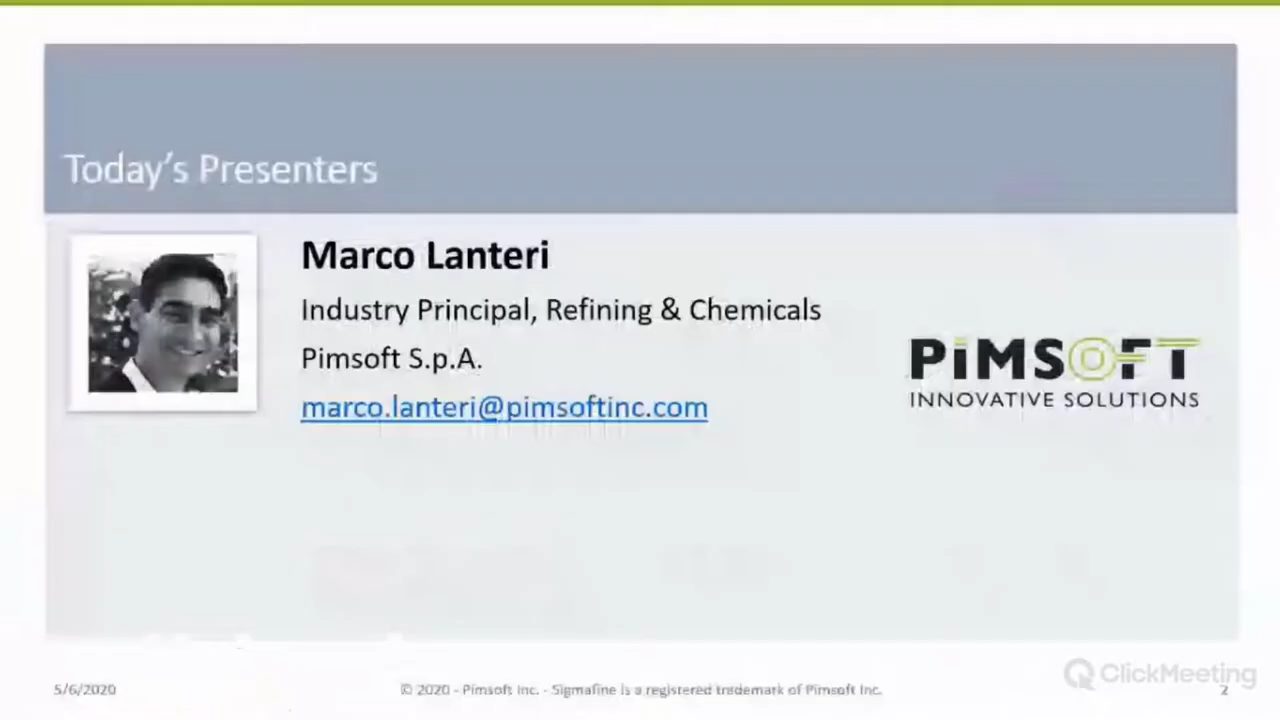 Today's Presenters
Marco Lanteri
Industry Principal, Refining & Chemicals
Pimsoft S.p.A.
marco.lanteri@pimsoftinc.com
PiMSOFT
INNOVATIVE SOLUTIONS
5/6/2020
© 2020 - Pimsoft Inc. - Sigmafine is a registered trademark of Pimsoft Inc.
ClickMeeting
2